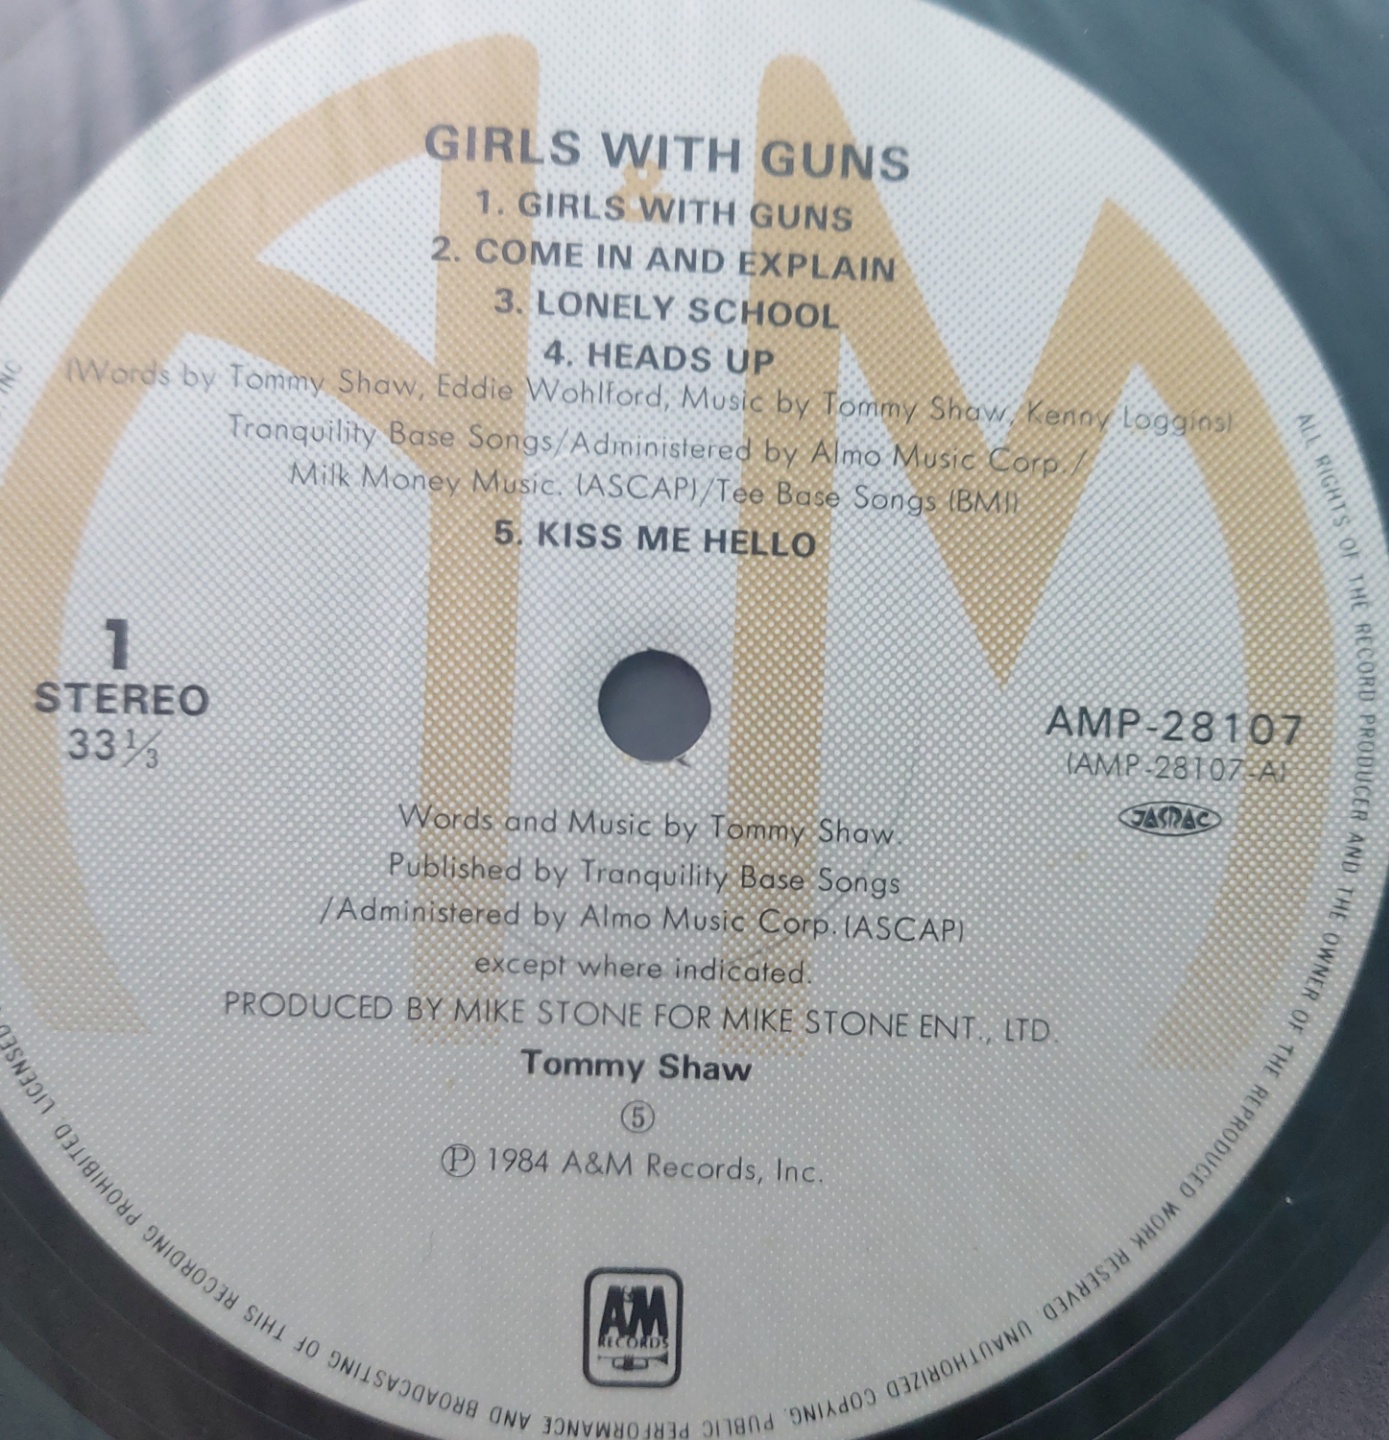 GIRLS WITH GUNS
1. GIRLS WITH GUNS
2. COME IN AND EXPLAIN
3. LONELY SCHOOL
4. HEADS UP
(Words by Tommy Shaw, Eddie Wohlford, Music by Tommy Shaw, Kenny Loggins)
Tranquility Base Songs/Administered by Almo Music Corp./
Milk Money Music. (ASCAP)/Tee Base Songs (BMI)
5. KISS ME HELLO
1
STEREO
33 1/3
AMP-28107
(AMP-28107-A)
JASRAC
Words and Music by Tommy Shaw.
Published by Tranquility Base Songs
/Administered by Almo Music Corp. (ASCAP)
except where indicated.
PRODUCED BY MIKE STONE FOR MIKE STONE ENT., LTD.
Tommy Shaw
⑤
Ⓟ 1984 A&M Records, Inc.
A&M
RECORDS
ALL RIGHTS OF THE RECORD PRODUCER AND THE OWNER OF THE REPRODUCED WORK RESERVED. UNAUTHORIZED COPYING. PUBLIC PERFORMANCE AND BROADCASTING OF THIS RECORDING PROHIBITED. LICENSED
INC